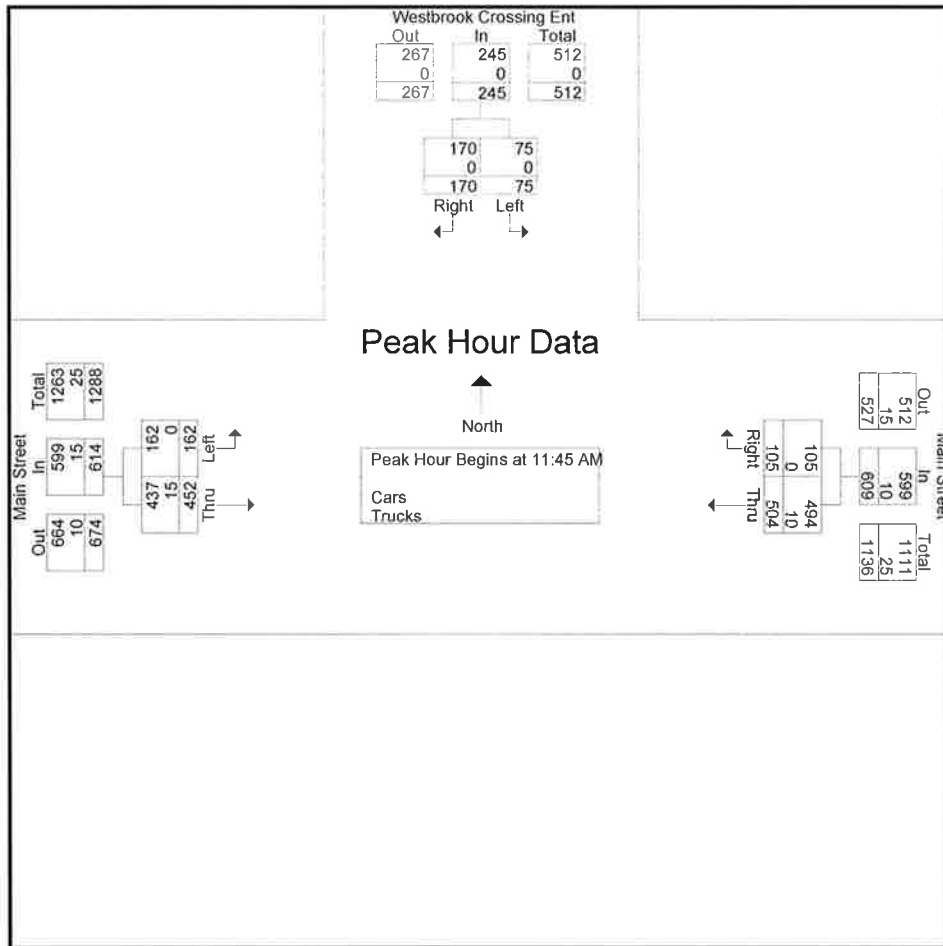 Westbrook Crossing Ent
Out In Total
267 245 512
0 0 0
267 245 512
170 75
0 0
170 75
Right Left
Peak Hour Data
North
Peak Hour Begins at 11:45 AM
Cars
Trucks
Main Street
Out In Total
664 599 1263
10 15 25
674 614 1288
Left Thru
162 437
0 15
162 452
Main Street
Out In Total
512 599 1111
15 10 25
527 609 1136
Right Thru
105 494
0 10
105 504